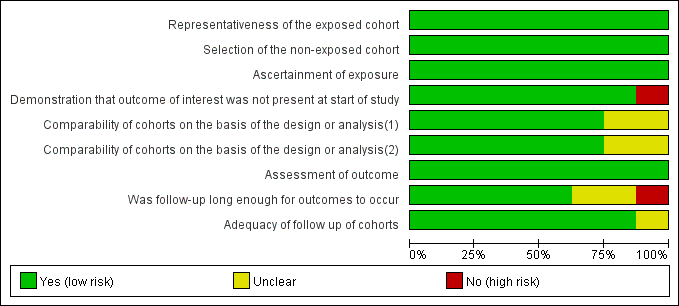 Representativeness of the exposed cohort
Selection of the non-exposed cohort
Ascertainment of exposure
Demonstration that outcome of interest was not present at start of study
Comparability of cohorts on the basis of the design or analysis(1)
Comparability of cohorts on the basis of the design or analysis(2)
Assessment of outcome
Was follow-up long enough for outcomes to occur
Adequacy of follow up of cohorts
0% 25% 50% 75% 100%
Yes (low risk) Unclear No (high risk)